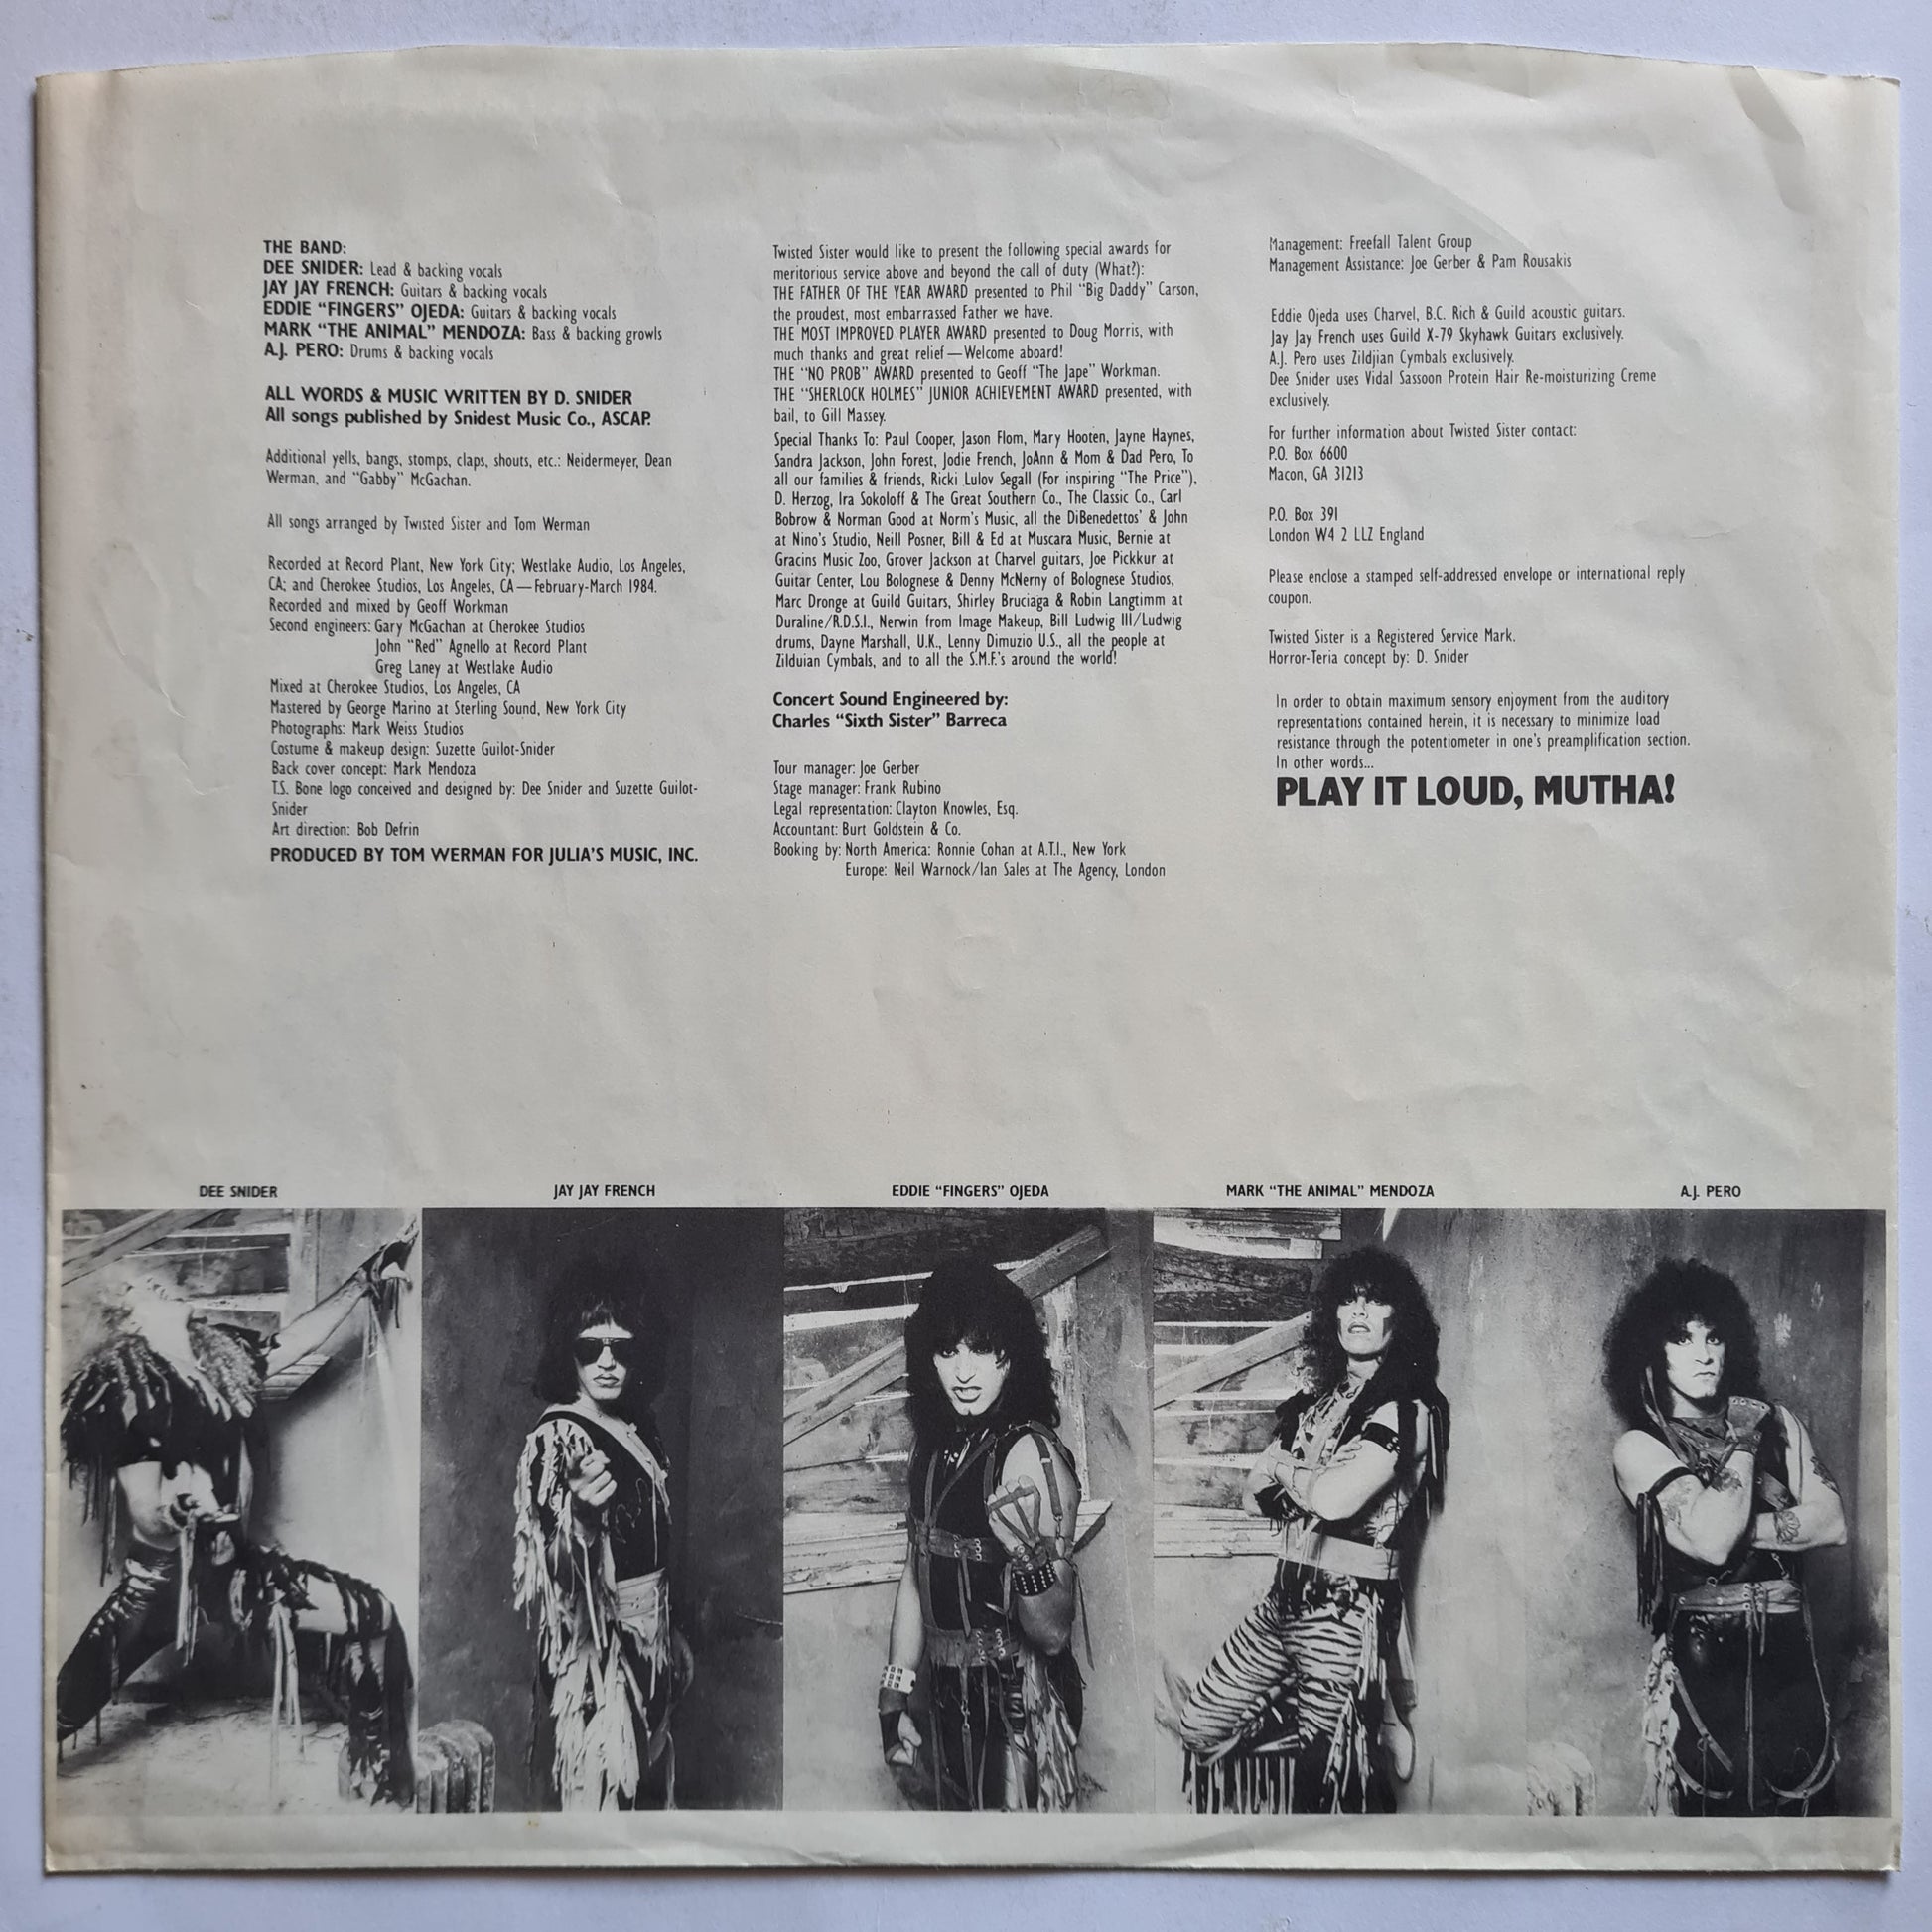 THE BAND:
DEE SNIDER: Lead & backing vocals
JAY JAY FRENCH: Guitars & backing vocals
EDDIE “FINGERS” OJEDA: Guitars & backing vocals
MARK “THE ANIMAL” MENDOZA: Bass & backing growls
A.J. PERO: Drums & backing vocals
ALL WORDS & MUSIC WRITTEN BY D. SNIDER
All songs published by Snidest Music Co., ASCAP.
Additional yells, bangs, stomps, claps, shouts, etc.: Neidermeyer, Dean
Werman, and “Gabby” McGachan.
All songs arranged by Twisted Sister and Tom Werman
Recorded at Record Plant, New York City; Westlake Audio, Los Angeles,
CA; and Cherokee Studios, Los Angeles, CA — February-March 1984.
Recorded and mixed by Geoff Workman
Second engineers: Gary McGachan at Cherokee Studios
John “Red” Agnello at Record Plant
Greg Laney at Westlake Audio
Mixed at Cherokee Studios, Los Angeles, CA
Mastered by George Marino at Sterling Sound, New York City
Photographs: Mark Weiss Studios
Costume & makeup design: Suzette Guilot-Snider
Back cover concept: Mark Mendoza
T.S. Bone logo conceived and designed by: Dee Snider and Suzette Guilot-
Snider
Art direction: Bob Defrin
PRODUCED BY TOM WERMAN FOR JULIA’S MUSIC, INC.
Twisted Sister would like to present the following special awards for
meritorious service above and beyond the call of duty (What?):
THE FATHER OF THE YEAR AWARD presented to Phil “Big Daddy” Carson,
the proudest, most embarrassed Father we have.
THE MOST IMPROVED PLAYER AWARD presented to Doug Morris, with
much thanks and great relief — Welcome aboard!
THE “NO PROB” AWARD presented to Geoff “The Jape” Workman.
THE “SHERLOCK HOLMES” JUNIOR ACHIEVEMENT AWARD presented, with
bail, to Gill Massey.
Special Thanks To: Paul Cooper, Jason Flom, Mary Hooten, Jayne Haynes,
Sandra Jackson, John Forest, Jodie French, JoAnn & Mom & Dad Pero, To
all our families & friends, Ricki Lulov Segall (For inspiring “The Price”),
D. Herzog, Ira Sokoloff & The Great Southern Co., The Classic Co., Carl
Bobrow & Norman Good at Norm’s Music, all the DiBenedettos’ & John
at Nino’s Studio, Neill Posner, Bill & Ed at Muscara Music, Bernie at
Gracins Music Zoo, Grover Jackson at Charvel guitars, Joe Pickkur at
Guitar Center, Lou Bolognese & Denny McNerny of Bolognese Studios,
Marc Dronge at Guild Guitars, Shirley Bruciaga & Robin Langtimm at
Duraline/R.D.S.I., Nerwin from Image Makeup, Bill Ludwig III/Ludwig
drums, Dayne Marshall, U.K., Lenny Dimuzio U.S., all the people at
Zilduian Cymbals, and to all the S.M.F.’s around the world!
Concert Sound Engineered by:
Charles “Sixth Sister” Barreca
Tour manager: Joe Gerber
Stage manager: Frank Rubino
Legal representation: Clayton Knowles, Esq.
Accountant: Burt Goldstein & Co.
Booking by: North America: Ronnie Cohan at A.T.I., New York
Europe: Neil Warnock/Ian Sales at The Agency, London
Management: Freefall Talent Group
Management Assistance: Joe Gerber & Pam Rousakis
Eddie Ojeda uses Charvel, B.C. Rich & Guild acoustic guitars.
Jay Jay French uses Guild X-79 Skyhawk Guitars exclusively.
A.J. Pero uses Zildjian Cymbals exclusively.
Dee Snider uses Vidal Sassoon Protein Hair Re-moisturizing Creme
exclusively.
For further information about Twisted Sister contact:
P.O. Box 6600
Macon, GA 31213
P.O. Box 391
London W4 2 LLZ England
Please enclose a stamped self-addressed envelope or international reply
coupon.
Twisted Sister is a Registered Service Mark.
Horror-Teria concept by: D. Snider
In order to obtain maximum sensory enjoyment from the auditory
representations contained herein, it is necessary to minimize load
resistance through the potentiometer in one’s preamplification section.
In other words...
PLAY IT LOUD, MUTHA!
DEE SNIDER
JAY JAY FRENCH
EDDIE “FINGERS” OJEDA
MARK “THE ANIMAL” MENDOZA
A.J. PERO